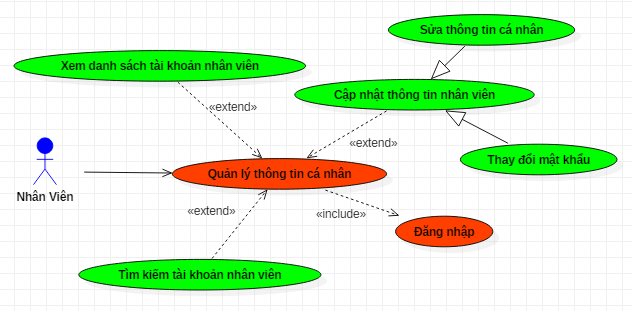 Sửa thông tin cá nhân
Xem danh sách tài khoản nhân viên
Cập nhật thông tin nhân viên
«extend»
«extend»
Thay đổi mật khẩu
Quản lý thông tin cá nhân
Nhân Viên
«extend»
«include»
Đăng nhập
Tìm kiếm tài khoản nhân viên